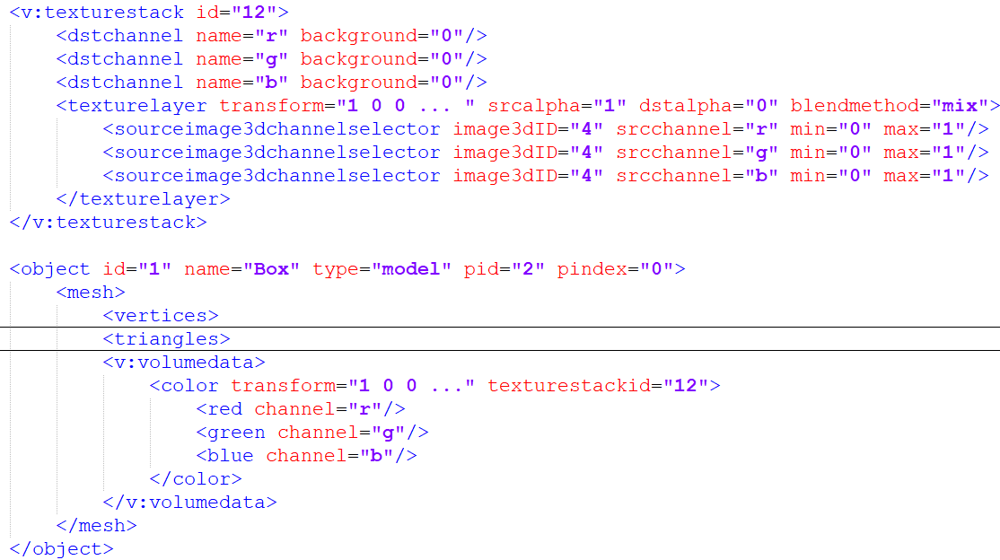 <v:texturestack id="12">
<dstchannel name="r" background="0"/>
<dstchannel name="g" background="0"/>
<dstchannel name="b" background="0"/>
<texturelayer transform="1 0 0 ... " srcalpha="1" dstalpha="0" blendmethod="mix">
<sourceimage3dchannelselector image3dID="4" srcchannel="r" min="0" max="1"/>
<sourceimage3dchannelselector image3dID="4" srcchannel="g" min="0" max="1"/>
<sourceimage3dchannelselector image3dID="4" srcchannel="b" min="0" max="1"/>
</texturelayer>
</v:texturestack>
<object id="1" name="Box" type="model" pid="2" pindex="0">
<mesh>
<vertices>
<triangles>
<v:volumedata>
<color transform="1 0 0 ..." texturestackid="12">
<red channel="r"/>
<green channel="g"/>
<blue channel="b"/>
</color>
</v:volumedata>
</mesh>
</object>